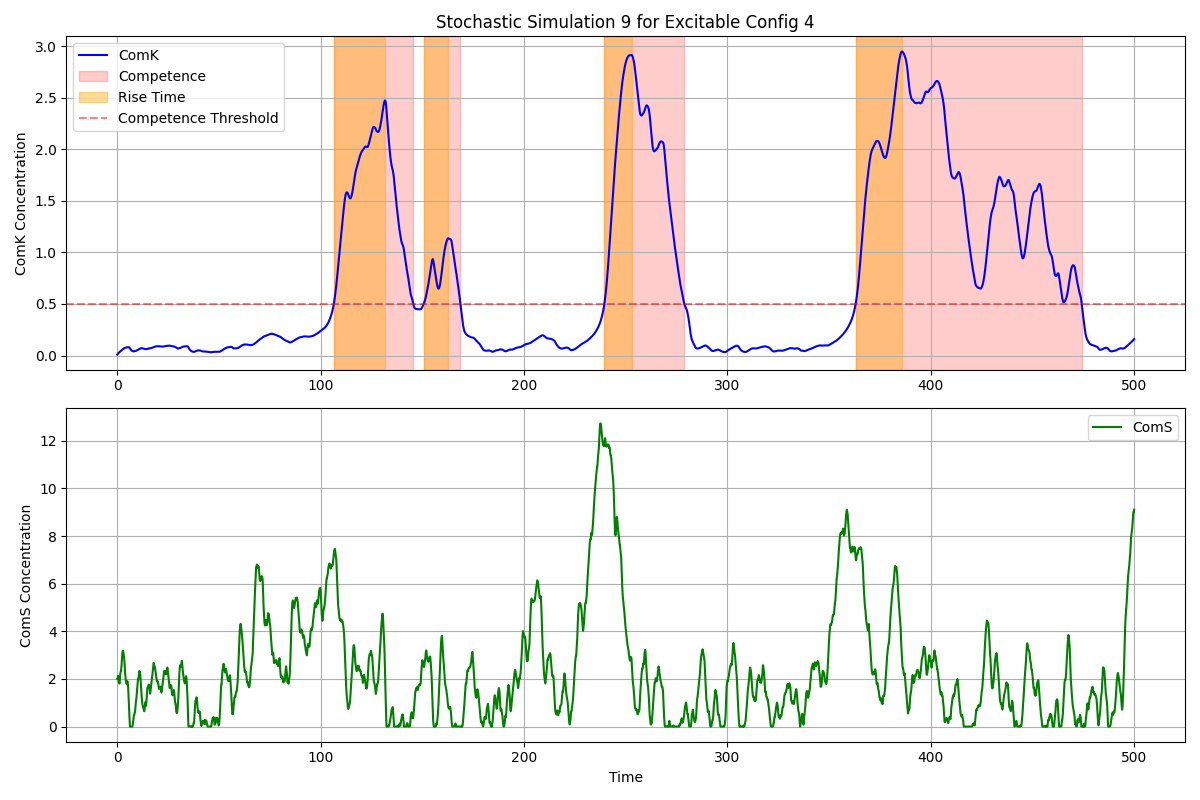 Stochastic Simulation 9 for Excitable Config 4
ComK Concentration
3.0
2.5
2.0
1.5
1.0
0.5
0.0
ComK
Competence
Rise Time
Competence Threshold
0
100
200
300
400
500
ComS Concentration
12
10
8
6
4
2
0
ComS
0
100
200
300
400
500
Time